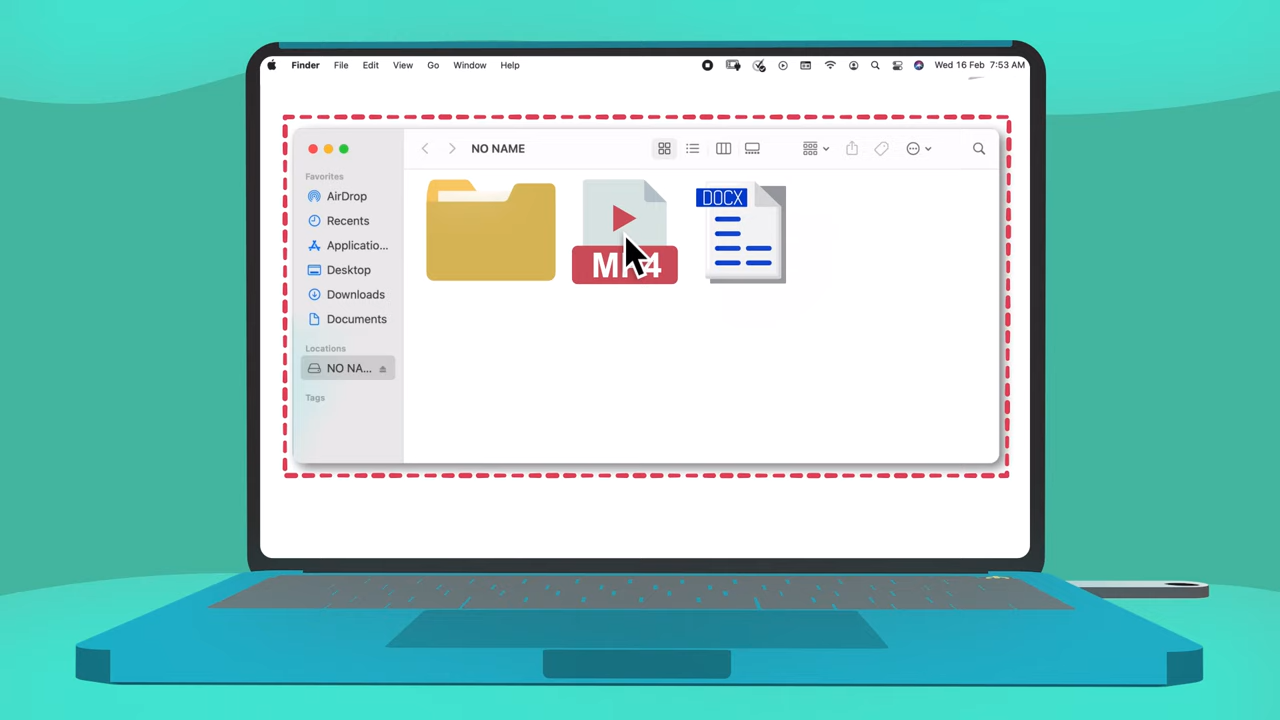 Finder File Edit View Go Window Help Wed 16 Feb 7:53 AM
NO NAME
Favorites
AirDrop
Recents
Applicatio...
Desktop
Downloads
Documents
Locations
NO NA...
Tags
MP4
DOCX